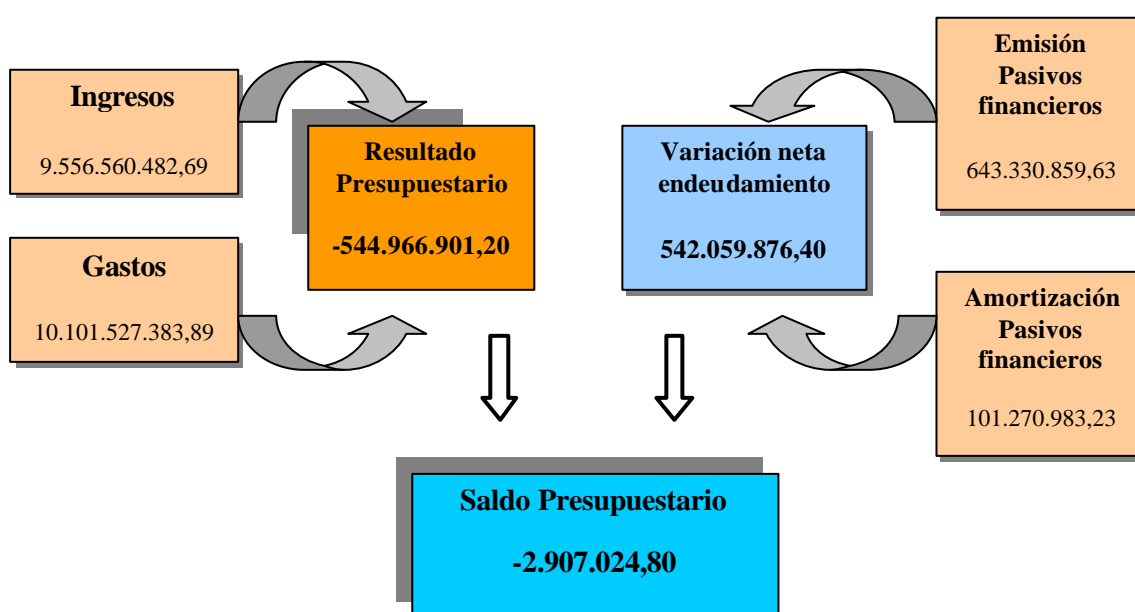 Ingresos
9.556.560.482,69
Gastos
10.101.527.383,89
Resultado
Presupuestario
-544.966.901,20
Variación neta
endeudamiento
542.059.876,40
Emisión
Pasivos
financieros
643.330.859,63
Amortización
Pasivos
financieros
101.270.983,23
Saldo Presupuestario
-2.907.024,80